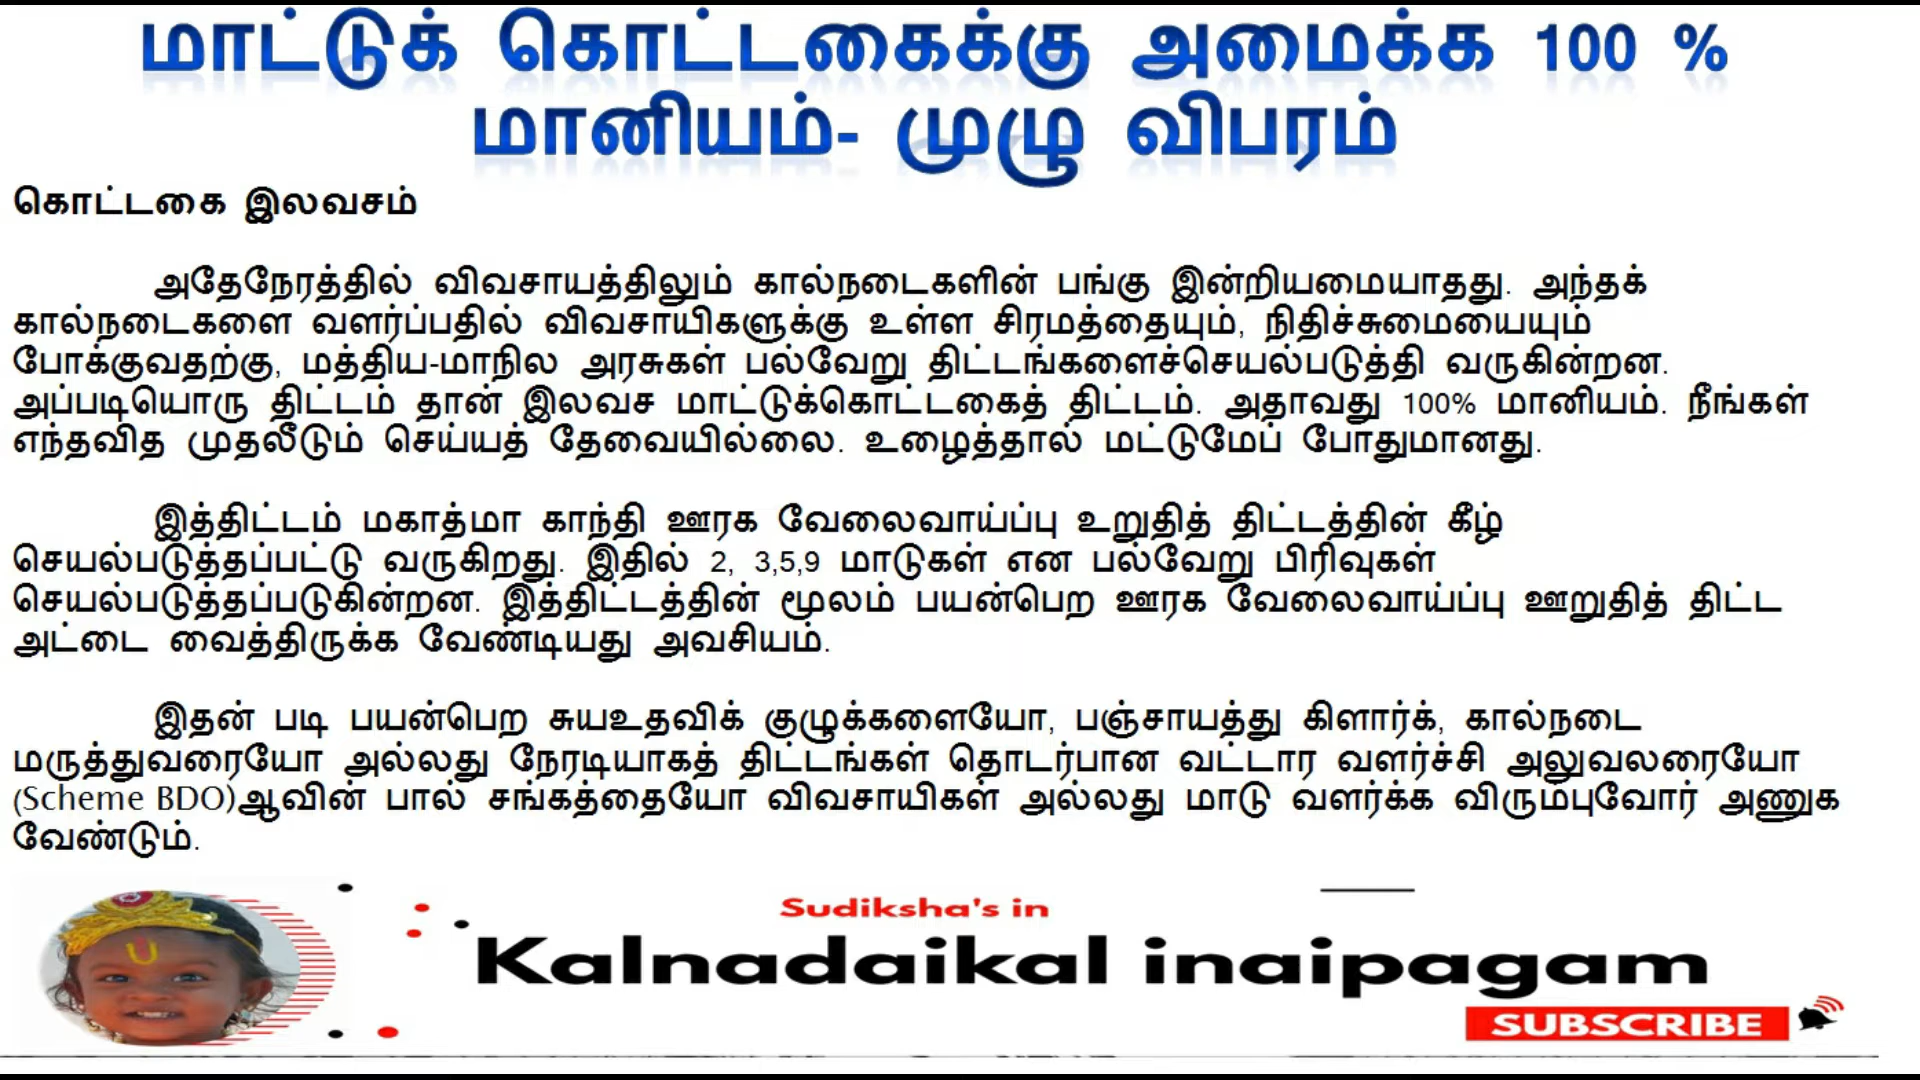 மாட்டுக் கொட்டகைக்கு அமைக்க 100 %
மானியம்- முழு விபரம்
கொட்டகை இலவசம்
அதேநேரத்தில் விவசாயத்திலும் கால்நடைகளின் பங்கு இன்றியமையாதது. அந்தக்
கால்நடைகளை வளர்ப்பதில் விவசாயிகளுக்கு உள்ள சிரமத்தையும், நிதிச்சுமையையும்
போக்குவதற்கு, மத்திய-மாநில அரசுகள் பல்வேறு திட்டங்களைச்செயல்படுத்தி வருகின்றன.
அப்படியொரு திட்டம் தான் இலவச மாட்டுக்கொட்டகைத் திட்டம். அதாவது 100% மானியம். நீங்கள்
எந்தவித முதலீடும் செய்யத் தேவையில்லை. உழைத்தால் மட்டுமேப் போதுமானது.
இத்திட்டம் மகாத்மா காந்தி ஊரக வேலைவாய்ப்பு உறுதித் திட்டத்தின் கீழ்
செயல்படுத்தப்பட்டு வருகிறது. இதில் 2, 3,5,9 மாடுகள் என பல்வேறு பிரிவுகள்
செயல்படுத்தப்படுகின்றன. இத்திட்டத்தின் மூலம் பயன்பெற ஊரக வேலைவாய்ப்பு ஊறுதித் திட்ட
அட்டை வைத்திருக்க வேண்டியது அவசியம்.
இதன் படி பயன்பெற சுயஉதவிக் குழுக்களையோ, பஞ்சாயத்து கிளார்க், கால்நடை
மருத்துவரையோ அல்லது நேரடியாகத் திட்டங்கள் தொடர்பான வட்டார வளர்ச்சி அலுவலரையோ
(Scheme BDO)ஆவின் பால் சங்கத்தையோ விவசாயிகள் அல்லது மாடு வளர்க்க விரும்புவோர் அணுக
வேண்டும்.
Sudiksha's in
Kalnadaikal inaipagam
SUBSCRIBE